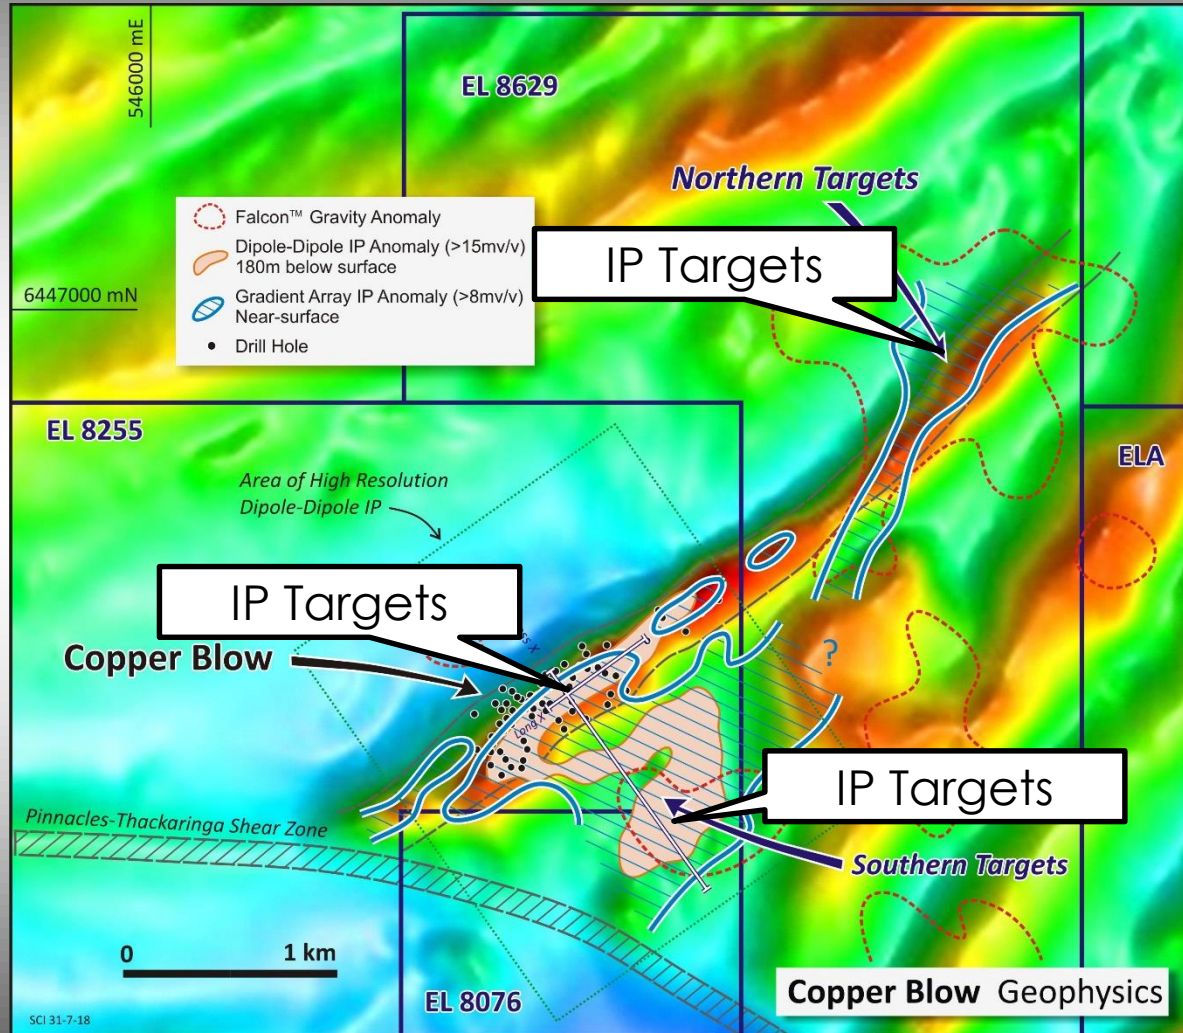 546000 mE
EL 8629
Northern Targets
Falcon™ Gravity Anomaly
Dipole-Dipole IP Anomaly (>15mv/v)
180m below surface
Gradient Array IP Anomaly (>8mv/v)
Near-surface
Drill Hole
IP Targets
6447000 mN
EL 8255
ELA
Area of High Resolution
Dipole-Dipole IP
IP Targets
Copper Blow
?
Long X
IP Targets
Pinnacles-Thackaringa Shear Zone
Southern Targets
0 1 km
EL 8076
Copper Blow Geophysics
SCI 31-7-18